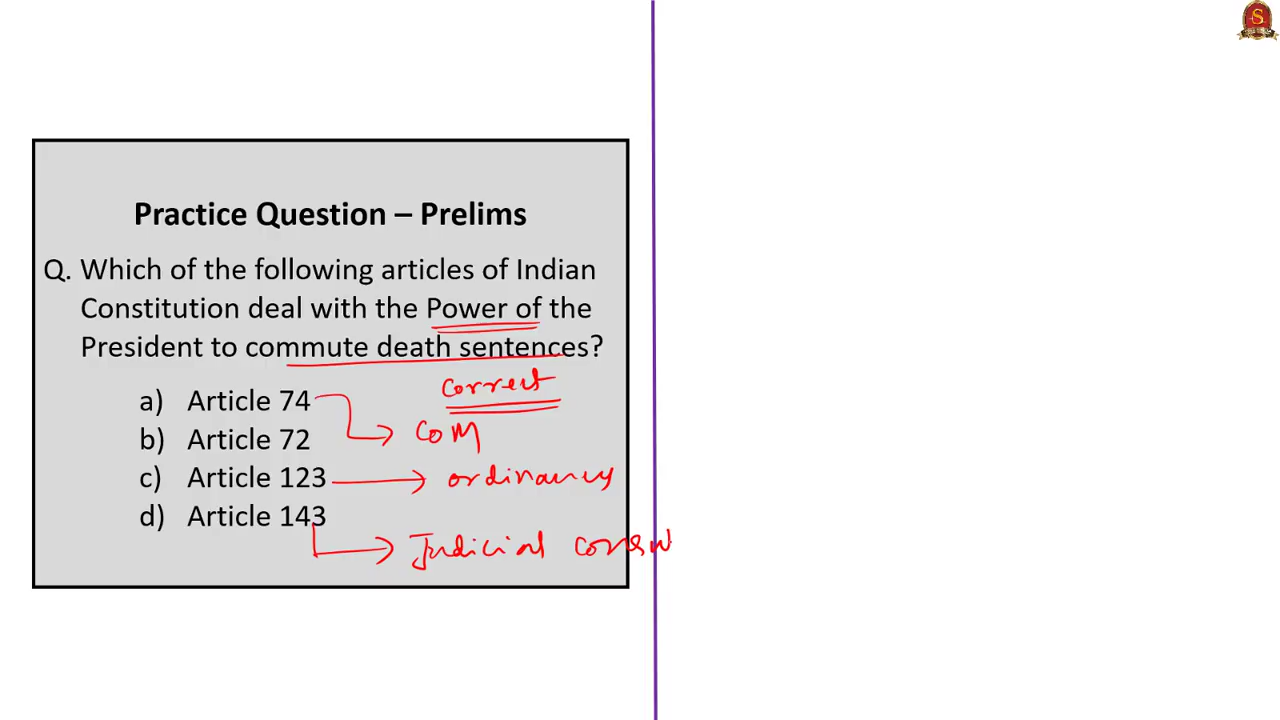 Practice Question – Prelims
Q. Which of the following articles of Indian
Constitution deal with the Power of the
President to commute death sentences?
correct
a) Article 74
COM
b) Article 72
c) Article 123
d) Article 143
Judicial
S